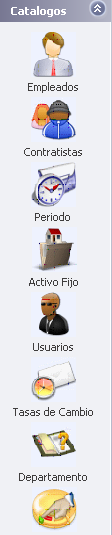 Catalogos
Empleados
Contratistas
Periodo
Activo Fijo
Usuarios
Tasas de Cambio
Departamento